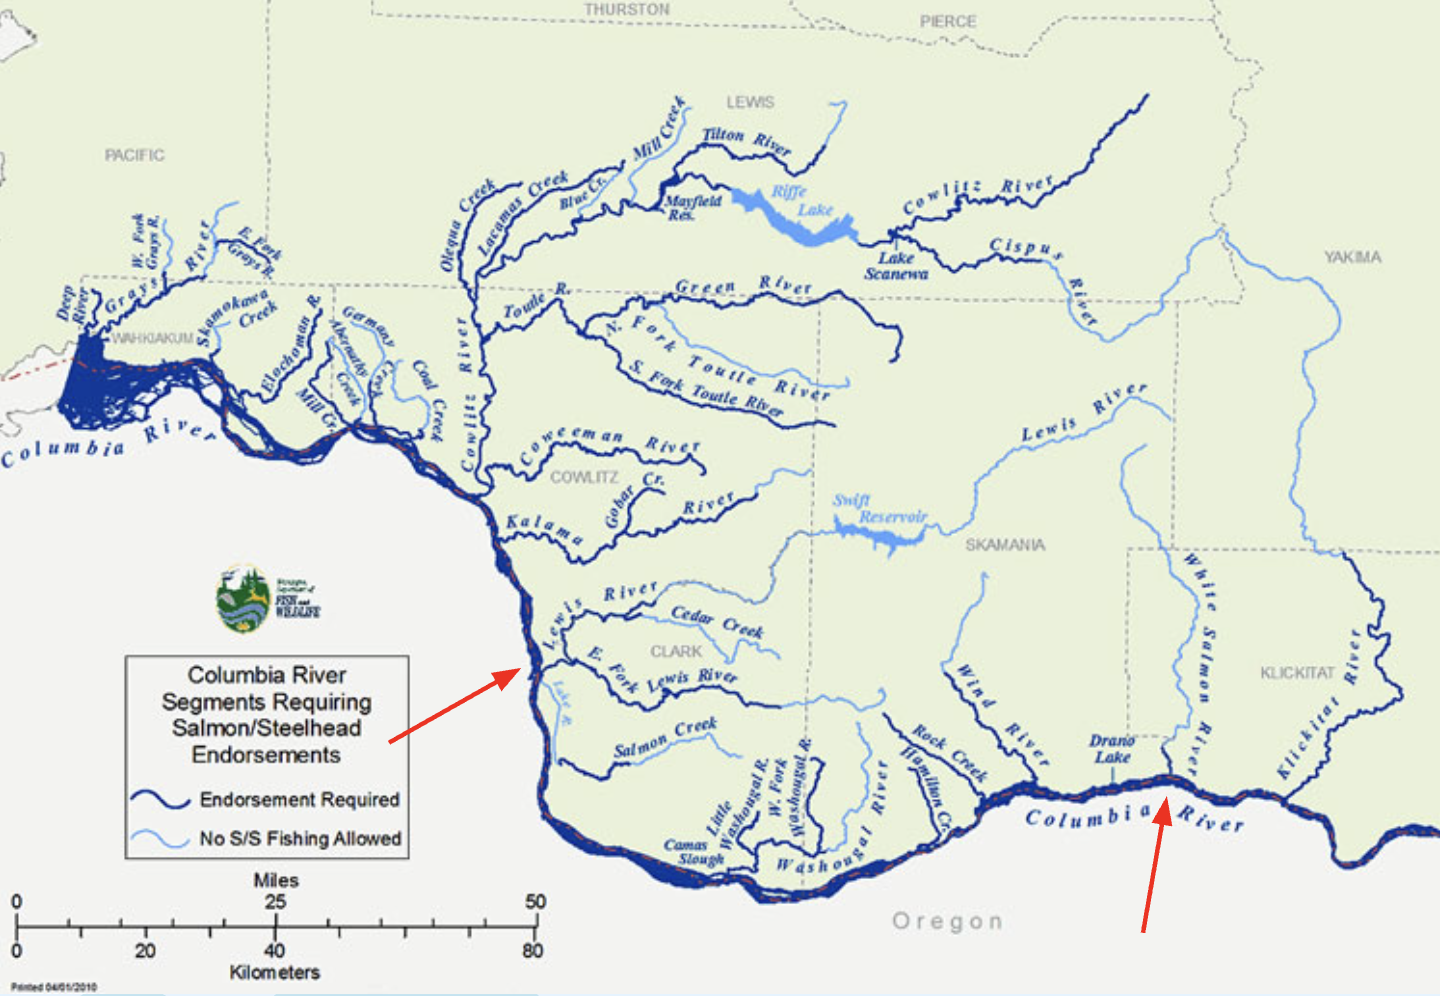 THURSTON
PIERCE
LEWIS
PACIFIC
Mill Creek
Tilton River
Olequa Creek
Lacamas Creek
Blue Cr.
Mayfield
Res.
Riffe
Lake
Cowlitz River
W. Fork
Grays R.
River
E. Fork
Grays R.
Lake
Scanewa
Cispus River
YAKIMA
Deep
River
Grays
WAHKIAKUM
Skamokawa
Creek
Elochoman R.
Abernathy
Creek
Germany
Creek
Mill Cr.
Coal
Creek
Cowlitz River
Toutle R.
Green River
N. Fork Toutle River
S. Fork Toutle River
Columbia River
Coweeman River
COWLITZ
Gobar Cr.
Kalama River
Lewis River
Swift
Reservoir
SKAMANIA
White Salmon River
FISH and
WILDLIFE
Lewis River
Cedar Creek
CLARK
E. Fork Lewis River
Lake R.
Salmon Creek
Wind River
KLICKITAT
Klickitat River
Rock Creek
Hamilton Cr.
Drano
Lake
Little
Washougal R.
W. Fork
Washougal R.
Camas
Slough
Washougal River
Columbia River
Oregon
Columbia River
Segments Requiring
Salmon/Steelhead
Endorsements
Endorsement Required
No S/S Fishing Allowed
Miles
0 25 50
0 20 40 80
Kilometers
Printed 04/01/2010